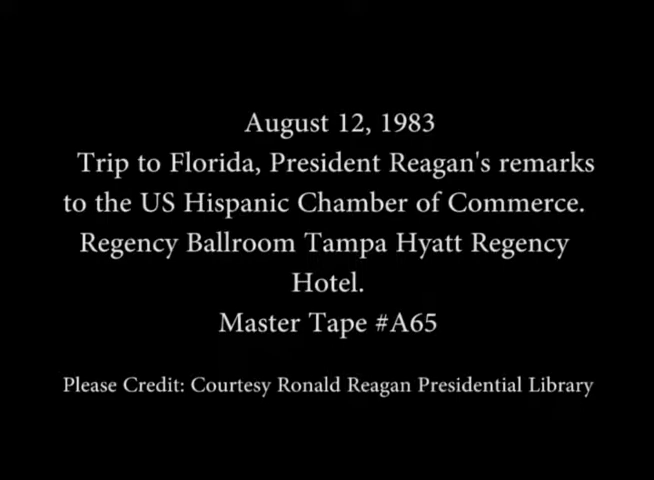 August 12, 1983
Trip to Florida, President Reagan's remarks
to the US Hispanic Chamber of Commerce.
Regency Ballroom Tampa Hyatt Regency
Hotel.
Master Tape #A65
Please Credit: Courtesy Ronald Reagan Presidential Library